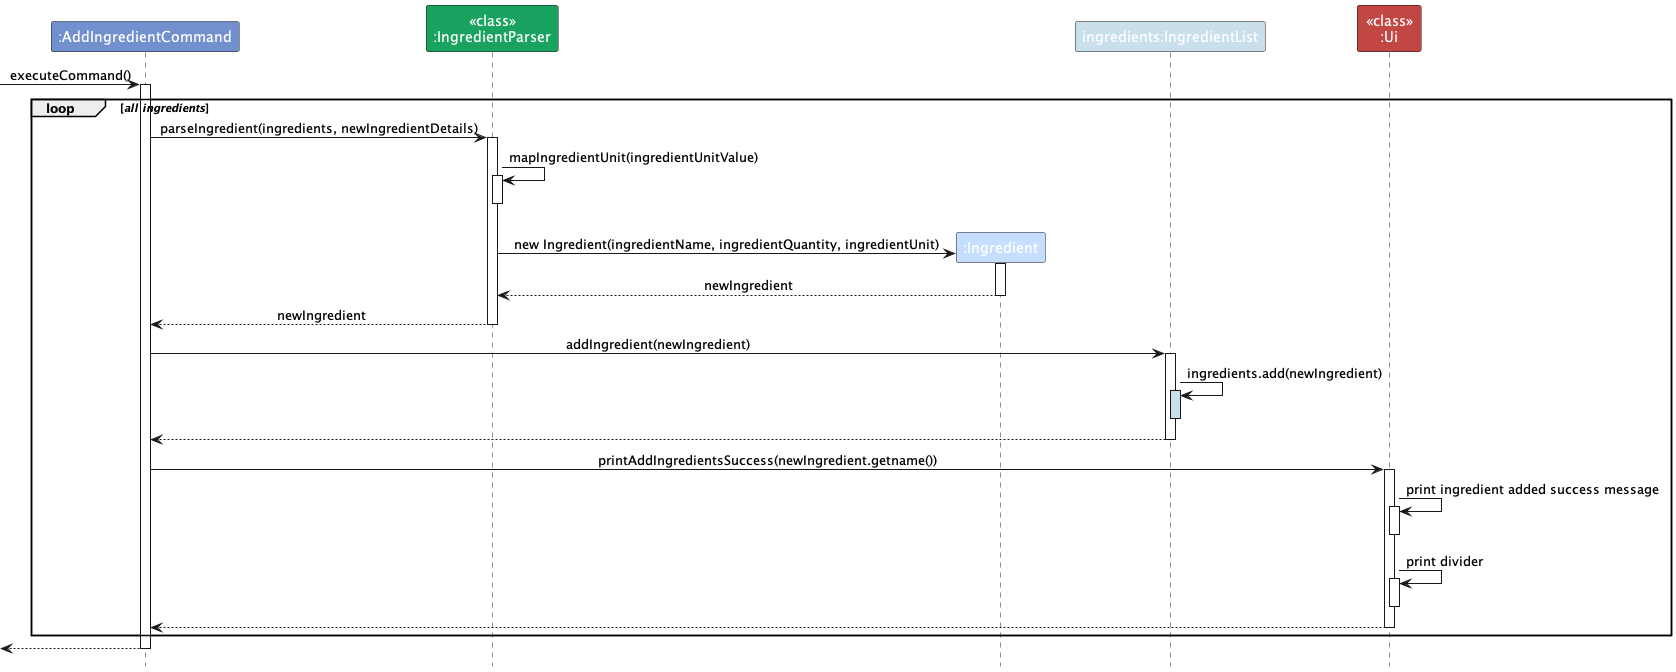 «class»
«class»
:AddIngredientCommand
:IngredientParser
ingredients:IngredientList
:Ui
executeCommand()
loop
[all ingredients]
parseIngredient(ingredients, newIngredientDetails)
mapIngredientUnit(ingredientUnitValue)
new Ingredient(ingredientName, ingredientQuantity, ingredientUnit)
:Ingredient
newIngredient
newIngredient
addIngredient(newIngredient)
ingredients.add(newIngredient)
printAddIngredientsSuccess(newIngredient.getname())
print ingredient added success message
print divider